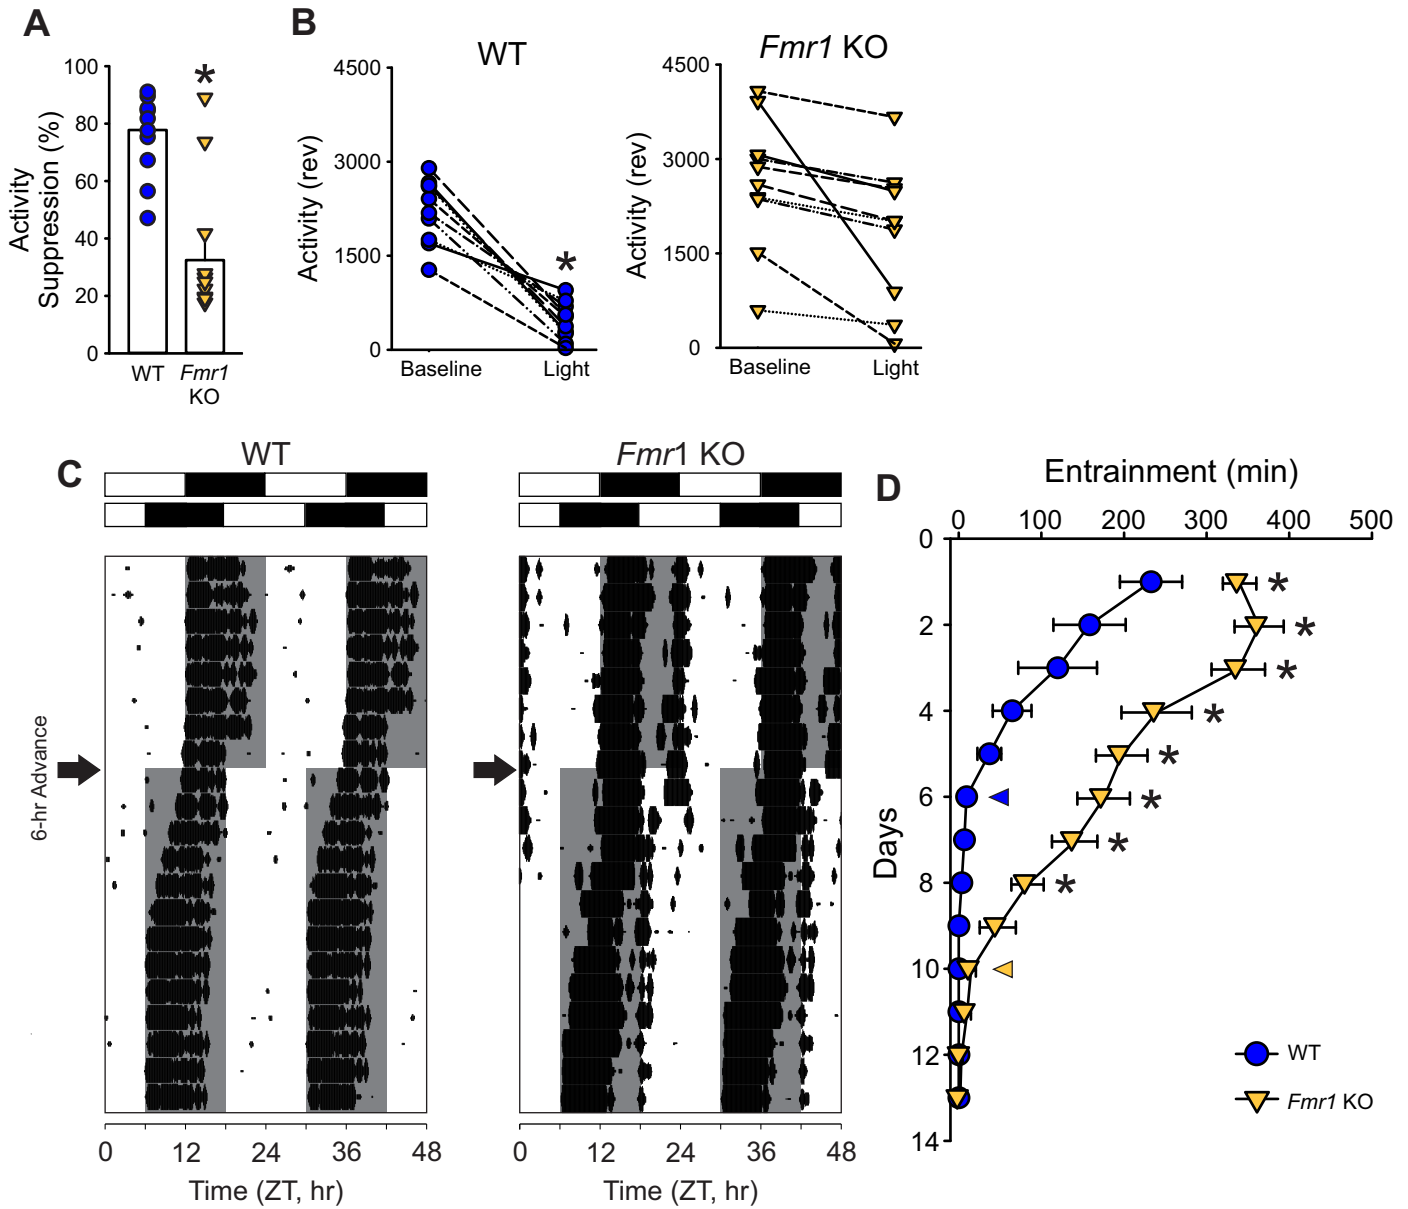 A
Activity
Suppression (%)
100
80
60
40
20
0
*
WT
Fmr1
KO
B
WT
Activity (rev)
4500
3000
1500
0
*
Baseline
Light
Fmr1 KO
Activity (rev)
4500
3000
1500
0
Baseline
Light
C
WT
Fmr1 KO
6-hr Advance
0 12 24 36 48
Time (ZT, hr)
0 12 24 36 48
Time (ZT, hr)
D
Entrainment (min)
0 100 200 300 400 500
Days
0
2
4
6
8
10
12
14
*
*
*
*
*
*
*
*
WT
Fmr1 KO